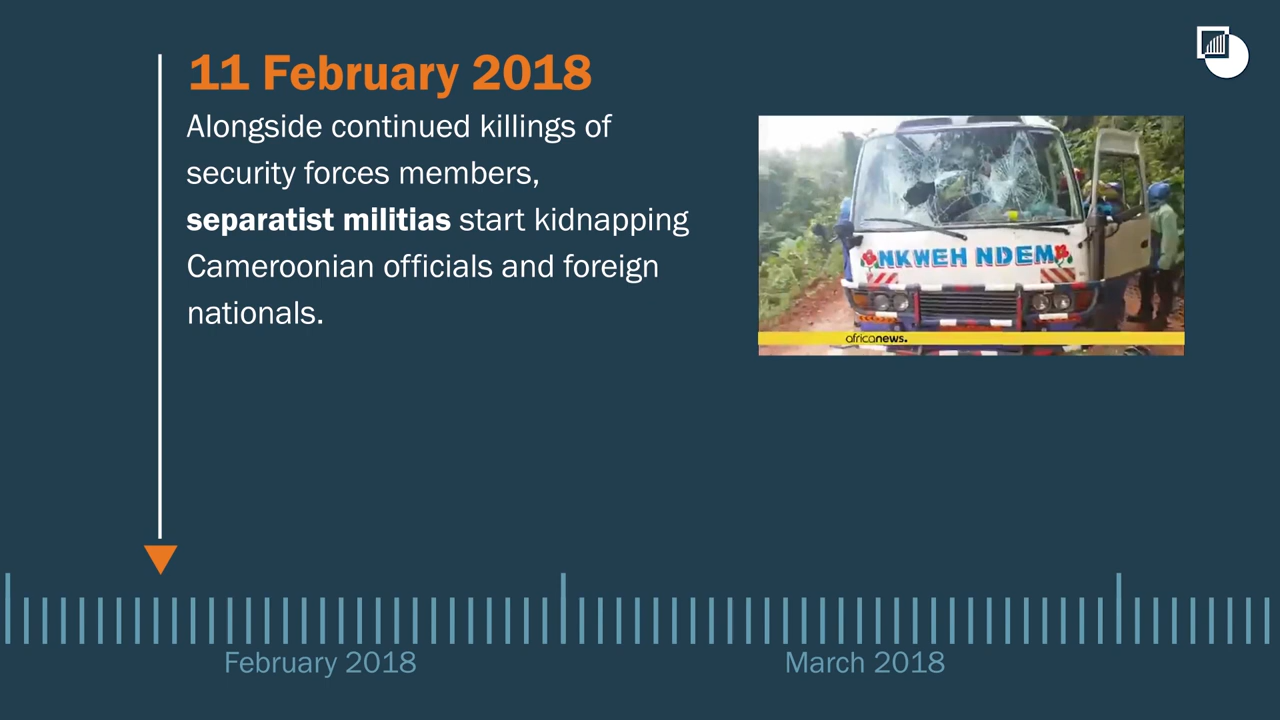 11 February 2018
Alongside continued killings of
security forces members,
separatist militias start kidnapping
Cameroonian officials and foreign
nationals.
NKWEH NDEM
africanews.
February 2018
March 2018